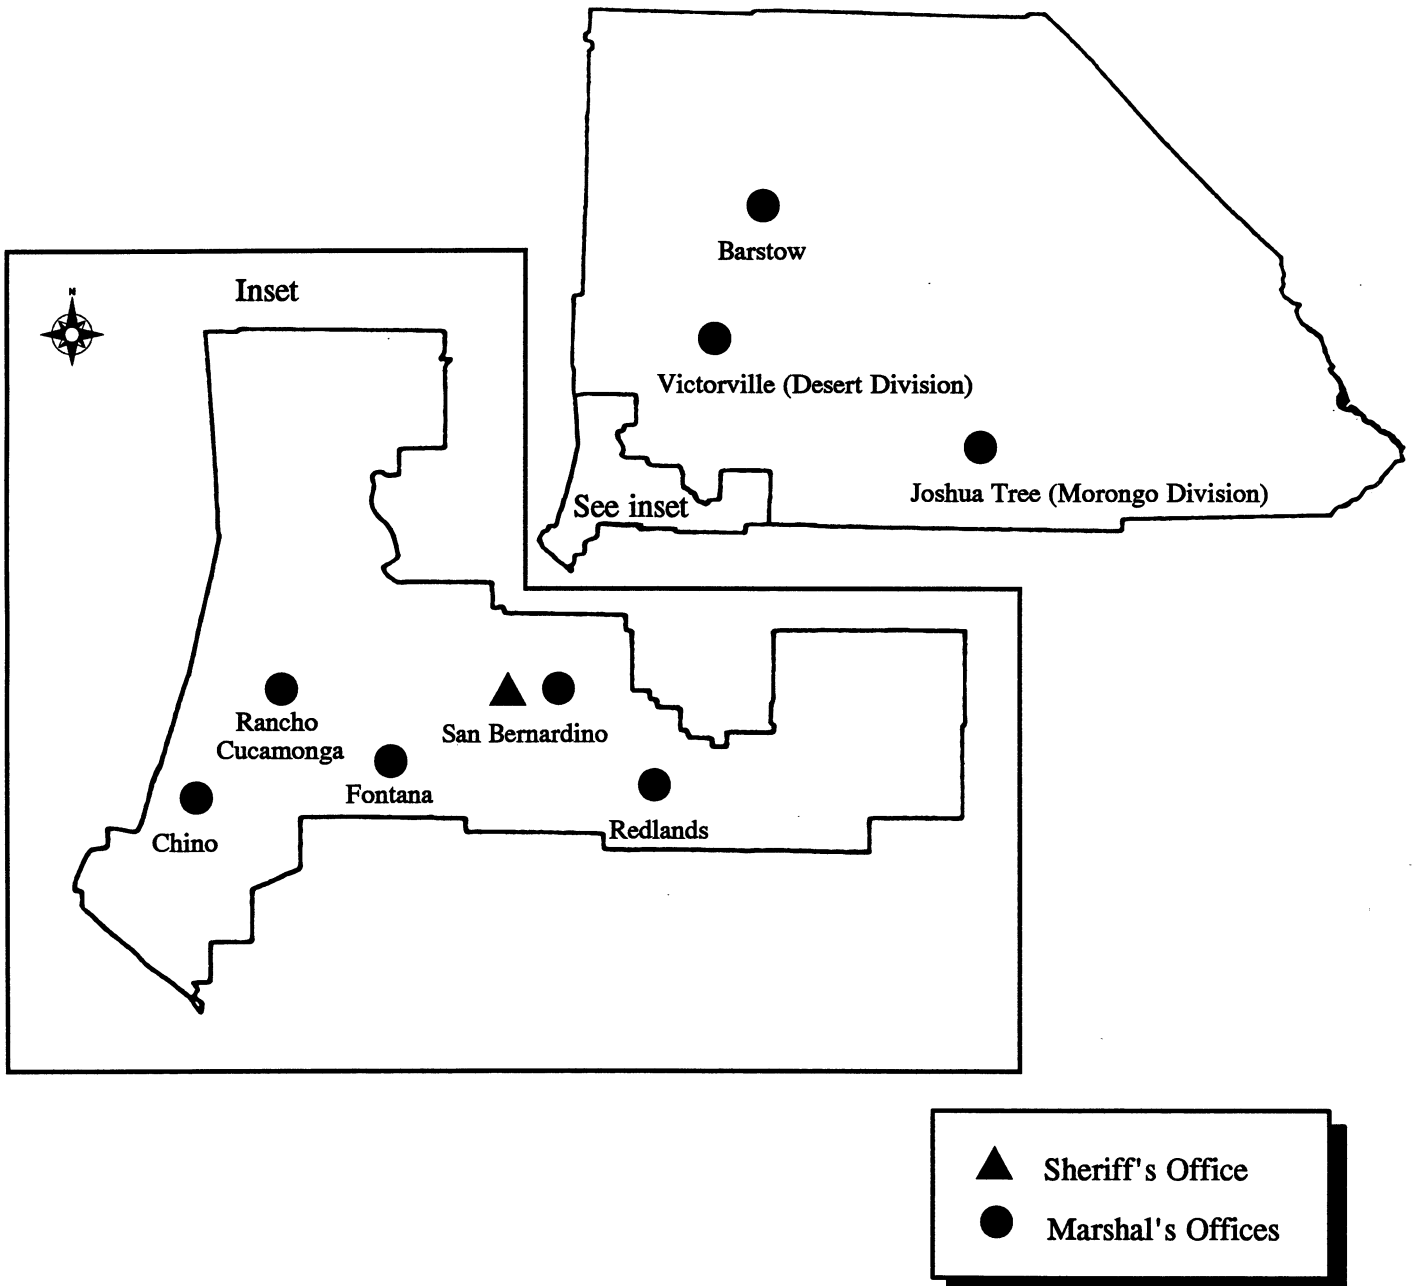 Barstow
Victorville (Desert Division)
Joshua Tree (Morongo Division)
See inset
Inset
N
Rancho
Cucamonga
San Bernardino
Fontana
Chino
Redlands
Sheriff's Office
Marshal's Offices